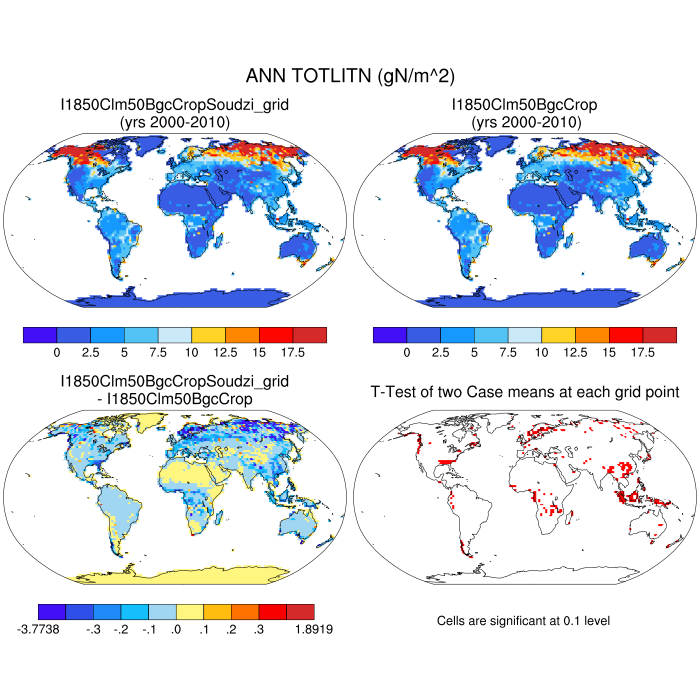 ANN TOTLITN (gN/m^2)
I1850Clm50BgcCropSoudzi_grid
(yrs 2000-2010)
I1850Clm50BgcCrop
(yrs 2000-2010)
0 2.5 5 7.5 10 12.5 15 17.5
0 2.5 5 7.5 10 12.5 15 17.5
I1850Clm50BgcCropSoudzi_grid
- I1850Clm50BgcCrop
T-Test of two Case means at each grid point
-3.7738 -.3 -.2 -.1 .0 .1 .2 .3 1.8919
Cells are significant at 0.1 level